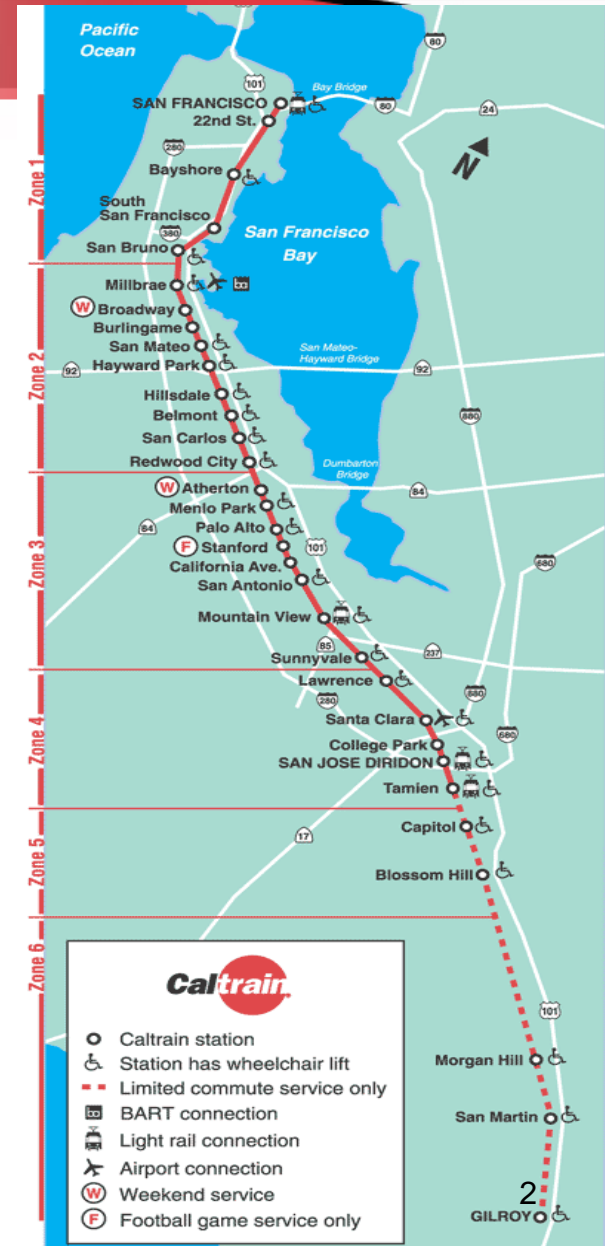 Pacific
Ocean
80
101
Bay Bridge
SAN FRANCISCO
80
24
22nd St.
280
N
Bayshore
Zone 1
South
San Francisco
380
San Francisco
Bay
San Bruno
Millbrae
W Broadway
Burlingame
San Mateo
San Mateo-
Hayward Bridge
Zone 2
92
Hayward Park
92
Hillsdale
880
Belmont
San Carlos
Redwood City
Dumbarton
Bridge
W Atherton
84
Menlo Park
84
Palo Alto
F Stanford
101
Zone 3
California Ave.
680
San Antonio
Mountain View
85
237
Sunnyvale
Lawrence
280
880
Santa Clara
680
Zone 4
College Park
SAN JOSE DIRIDON
Tamien
Capitol
17
Zone 5
Blossom Hill
Zone 6
Caltrain
101
Caltrain station
Station has wheelchair lift
Limited commute service only
Morgan Hill
ba BART connection
San Martin
Light rail connection
Airport connection
W Weekend service
2
F Football game service only
GILROY